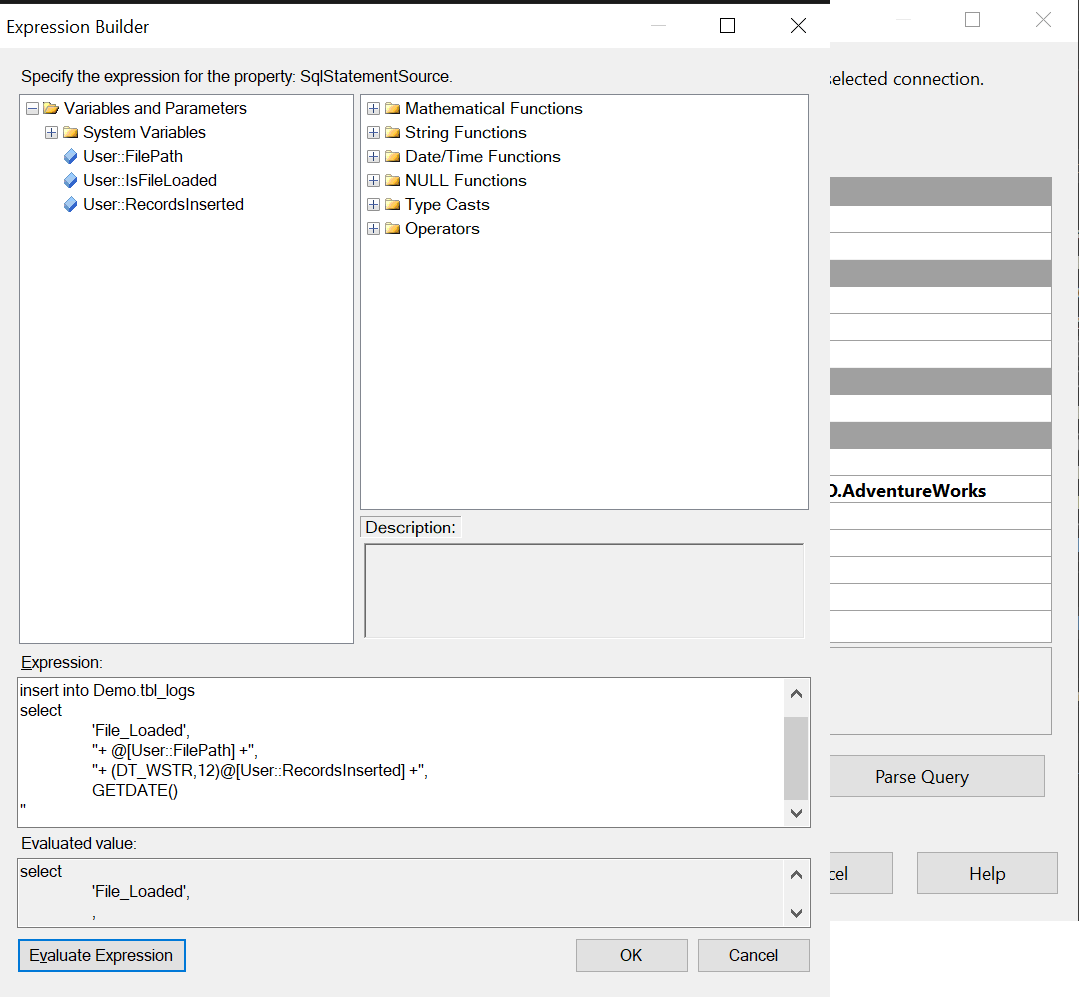 Expression Builder
Specify the expression for the property: SqlStatementSource.
Variables and Parameters
System Variables
User::FilePath
User::IsFileLoaded
User::RecordsInserted
Mathematical Functions
String Functions
Date/Time Functions
NULL Functions
Type Casts
Operators
Description:
Expression:
insert into Demo.tbl_logs
select
'File_Loaded',
"+ @[User::FilePath] +",
"+ (DT_WSTR,12)@[User::RecordsInserted] +",
GETDATE()
"
Evaluated value:
select
'File_Loaded',
,
Evaluate Expression
OK
Cancel
selected connection.
.AdventureWorks
Parse Query
cel
Help